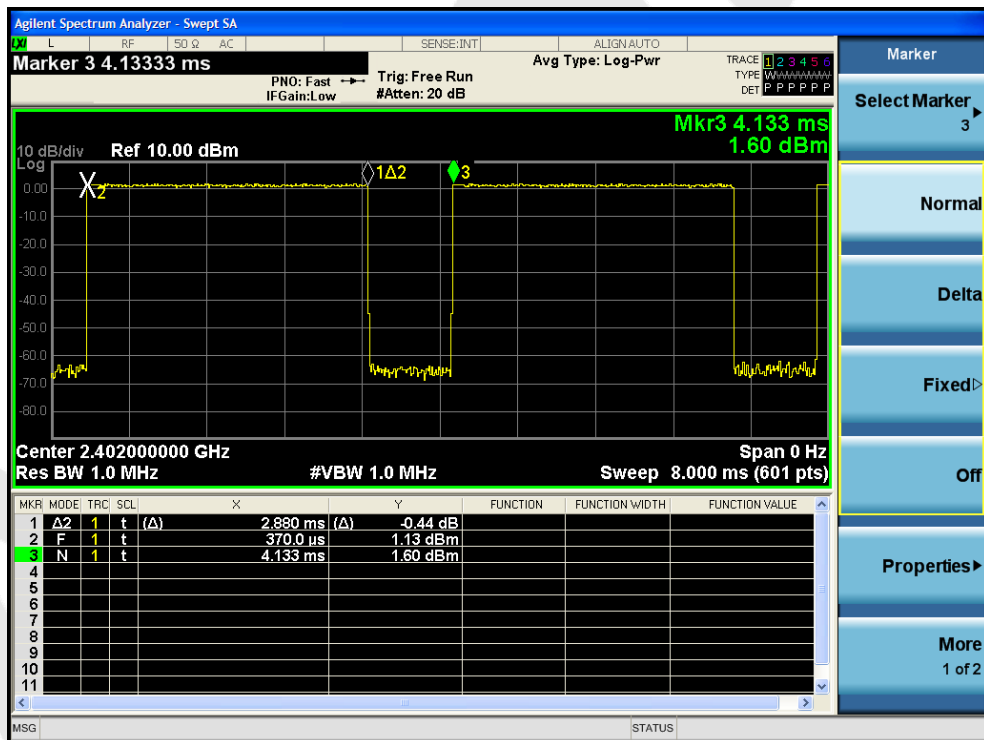 Agilent Spectrum Analyzer - Swept SA
LXI L RF 50 Ω AC SENSE:INT ALIGN AUTO
Marker 3 4.13333 ms
PNO: Fast
IFGain:Low
Trig: Free Run
#Atten: 20 dB
Avg Type: Log-Pwr
TRACE 1 2 3 4 5 6
TYPE WWWWWW
DET P P P P P P
Mkr3 4.133 ms
1.60 dBm
10 dB/div Ref 10.00 dBm
Log
0.00
-10.0
-20.0
-30.0
-40.0
-50.0
-60.0
-70.0
-80.0
2
1Δ2
3
Center 2.402000000 GHz Span 0 Hz
Res BW 1.0 MHz #VBW 1.0 MHz Sweep 8.000 ms (601 pts)
MKR MODE TRC SCL X Y FUNCTION FUNCTION WIDTH FUNCTION VALUE
1 Δ2 1 t (Δ) 2.880 ms (Δ) -0.44 dB
2 F 1 t 370.0 µs 1.13 dBm
3 N 1 t 4.133 ms 1.60 dBm
4
5
6
7
8
9
10
11
MSG STATUS
Marker
Select Marker
3
Normal
Delta
Fixed
Off
Properties
More
1 of 2